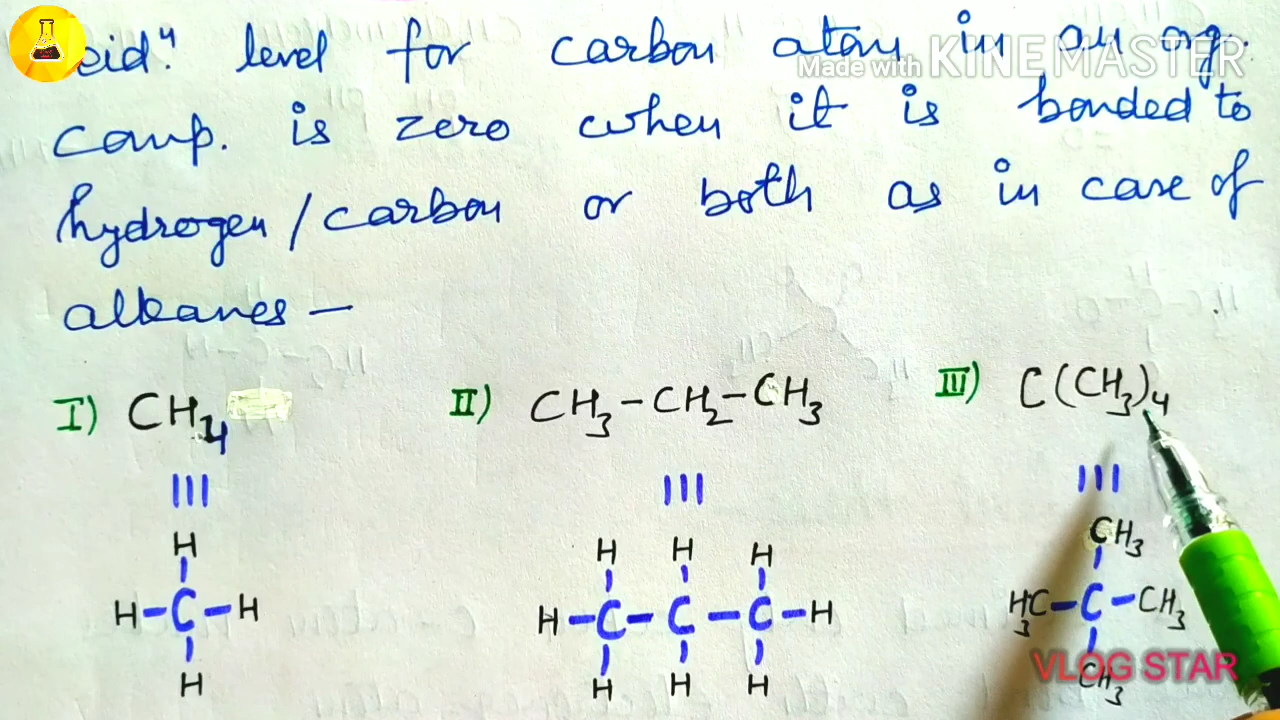 eid" level for carbon atom in an org.
Made with KINEMASTER
comp. is zero when it is bonded to
hydrogen/carbon or both as in case of
alkanes —
I) CH4 II) CH3-CH2-CH3 III) C(CH3)4
H H H H CH3
H-C-H H-C-C-C-H H3C-C-CH3
H H H H CH3
VLOG STAR